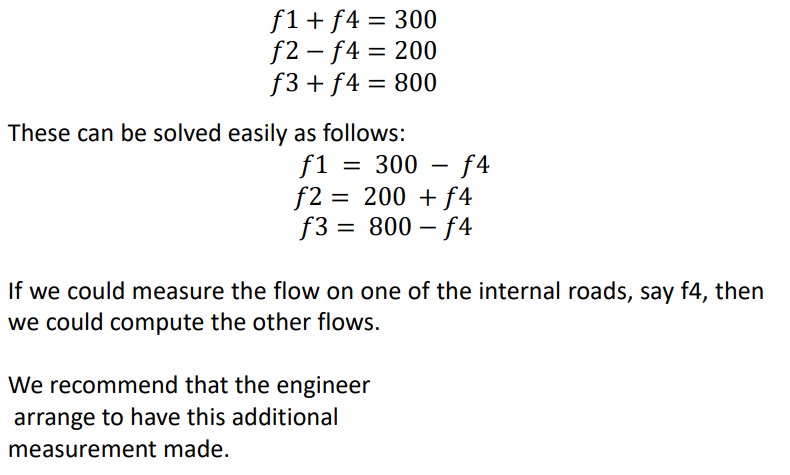 f1 + f4 = 300
f2 − f4 = 200
f3 + f4 = 800
These can be solved easily as follows:
f1 = 300 − f4
f2 = 200 + f4
f3 = 800 − f4
If we could measure the flow on one of the internal roads, say f4, then
we could compute the other flows.
We recommend that the engineer
arrange to have this additional
measurement made.